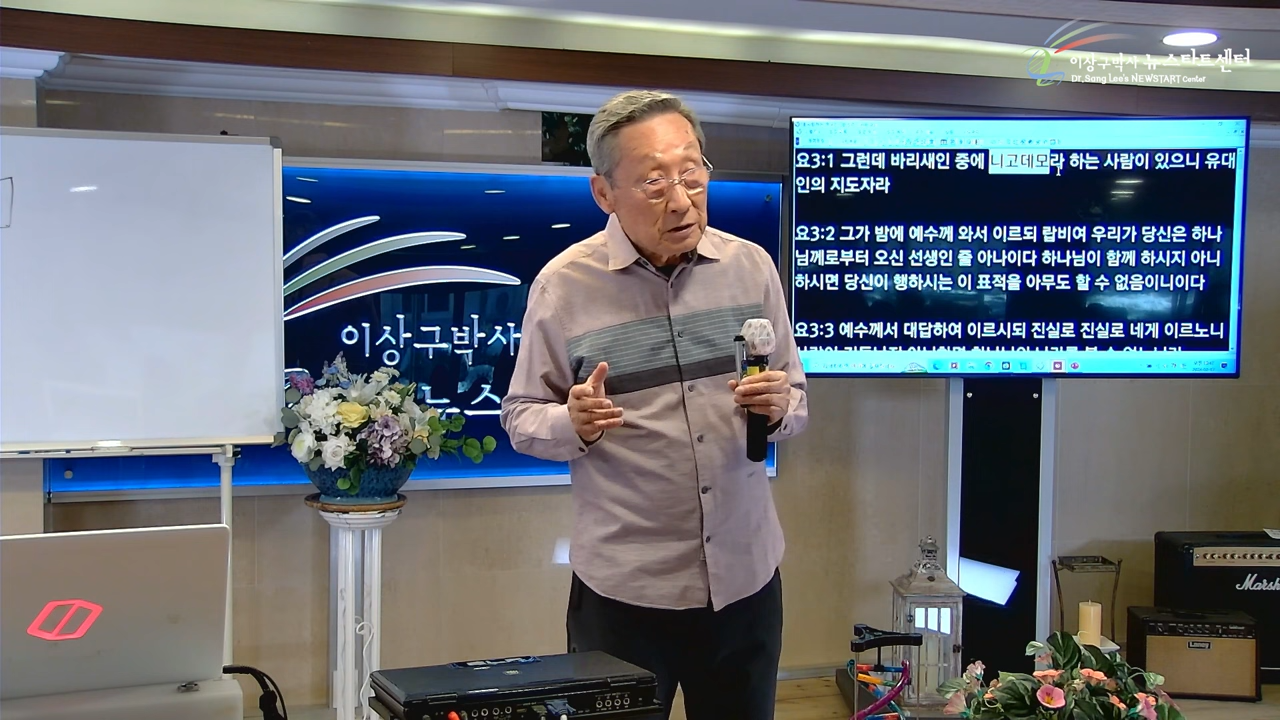 이상구박사 뉴스타트센터
Dr. Sang Lee's NEWSTART Center
요3:1 그런데 바리새인 중에 니고데모라 하는 사람이 있으니 유대
인의 지도자라
요3:2 그가 밤에 예수께 와서 이르되 랍비여 우리가 당신은 하나
님께로부터 오신 선생인 줄 아나이다 하나님이 함께 하시지 아니
하시면 당신이 행하시는 이 표적을 아무도 할 수 없음이니이다
요3:3 예수께서 대답하여 이르시되 진실로 진실로 네게 이르노니
이상구박사
뉴스
Marsh
Laney